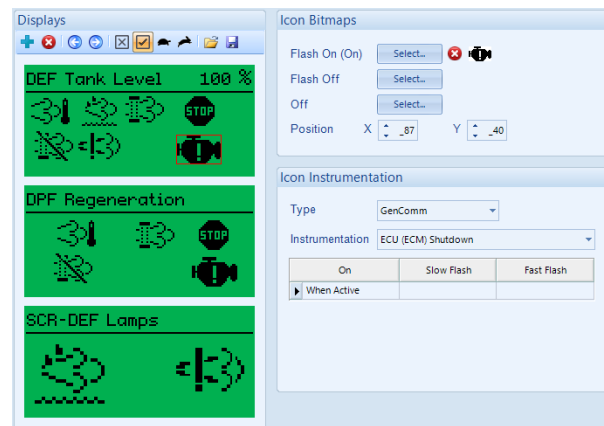 Displays
DEF Tank Level 100 %
STOP
DPF Regeneration
STOP
SCR-DEF Lamps
Icon Bitmaps
Flash On (On) Select...
Flash Off Select...
Off Select...
Position X _87 Y _40
Icon Instrumentation
Type GenComm
Instrumentation ECU (ECM) Shutdown
On Slow Flash Fast Flash
When Active